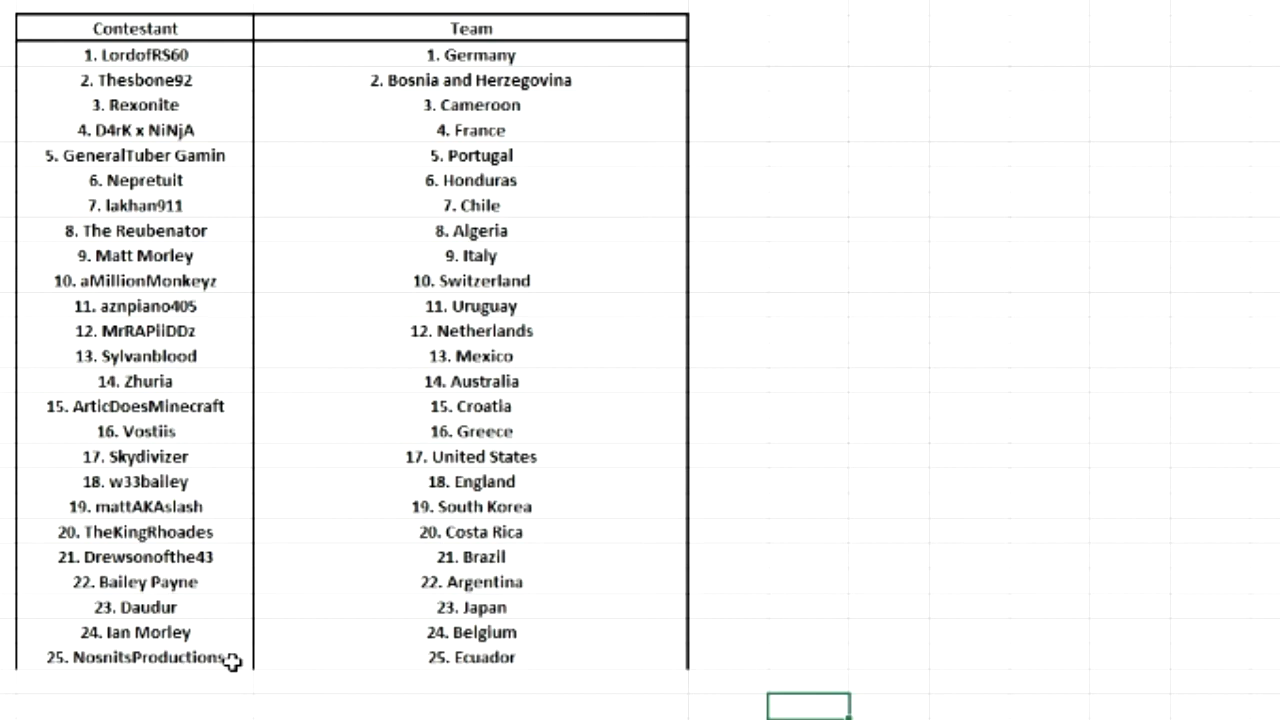 Contestant Team
1. LordofRS60 1. Germany
2. Thesbone92 2. Bosnia and Herzegovina
3. Rexonite 3. Cameroon
4. D4rK x NiNjA 4. France
5. GeneralTuber Gamin 5. Portugal
6. Nepretuit 6. Honduras
7. lakhan911 7. Chile
8. The Reubenator 8. Algeria
9. Matt Morley 9. Italy
10. aMillionMonkeyz 10. Switzerland
11. aznpiano405 11. Uruguay
12. MrRAPiiDDz 12. Netherlands
13. Sylvanblood 13. Mexico
14. Zhuria 14. Australia
15. ArticDoesMinecraft 15. Croatia
16. Vostiis 16. Greece
17. Skydivizer 17. United States
18. w33bailey 18. England
19. mattAKAslash 19. South Korea
20. TheKingRhoades 20. Costa Rica
21. Drewsonofthe43 21. Brazil
22. Bailey Payne 22. Argentina
23. Daudur 23. Japan
24. Ian Morley 24. Belgium
25. NosnitsProductions 25. Ecuador